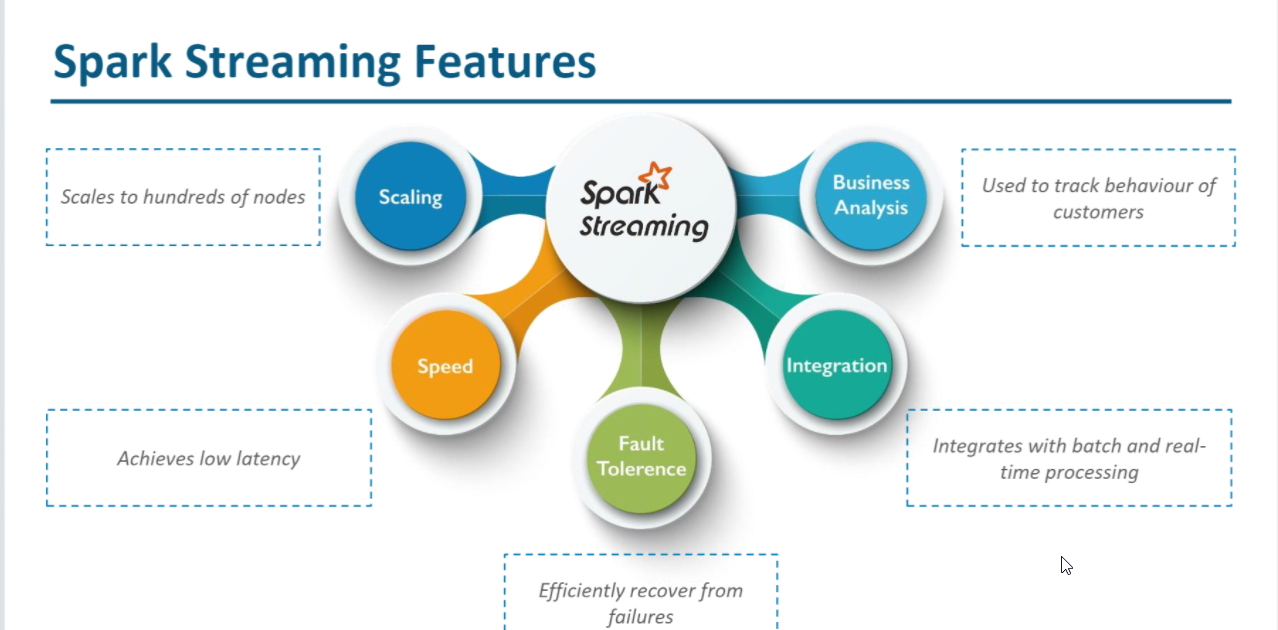 Spark Streaming Features
Scales to hundreds of nodes
Scaling
Spark
Streaming
Business
Analysis
Used to track behaviour of
customers
Speed
Achieves low latency
Fault
Tolerence
Efficiently recover from
failures
Integration
Integrates with batch and real-
time processing